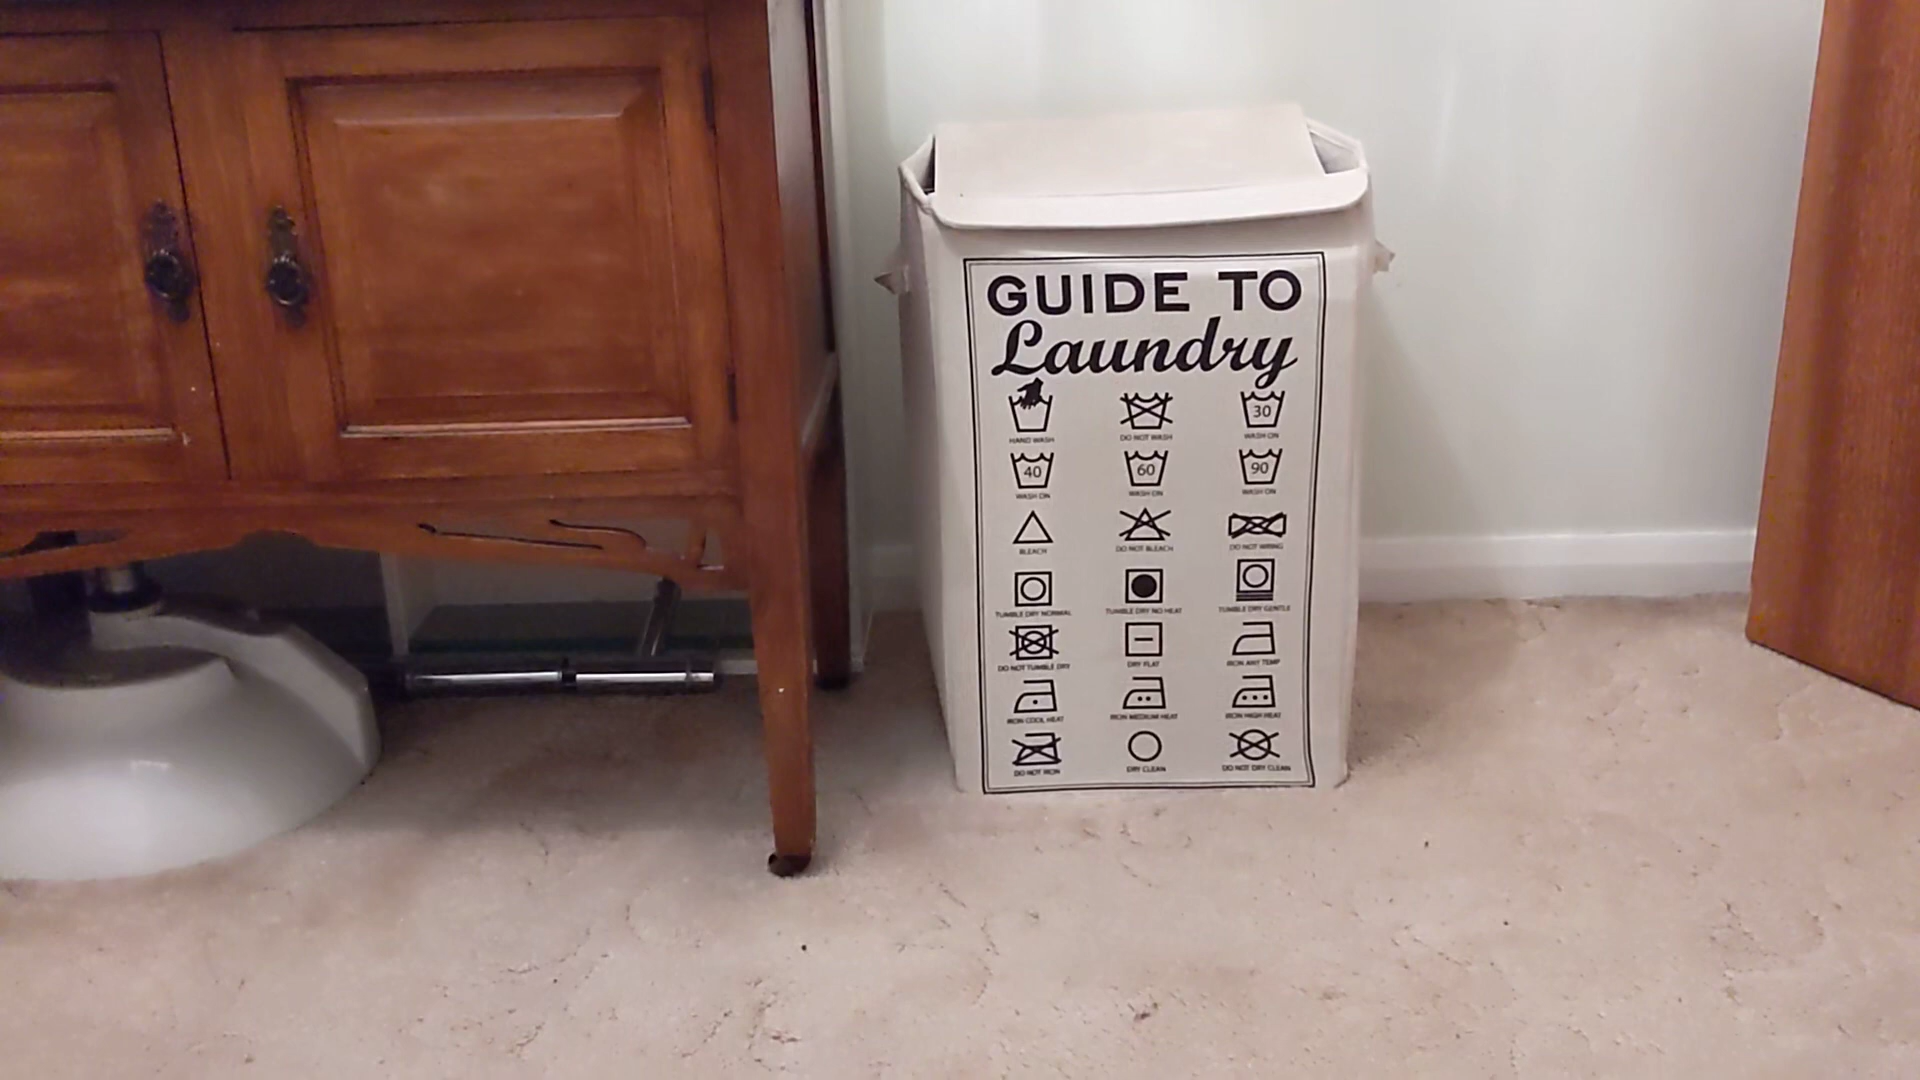 GUIDE TO
Laundry
HAND WASH
DO NOT WASH
30
WASH ON
40
WASH ON
60
WASH ON
90
WASH ON
BLEACH
DO NOT BLEACH
DO NOT WRING
TUMBLE DRY NORMAL
TUMBLE DRY NO HEAT
TUMBLE DRY GENTLE
DO NOT TUMBLE DRY
DRY FLAT
IRON ANY TEMP
IRON COOL HEAT
IRON MEDIUM HEAT
IRON HIGH HEAT
DO NOT IRON
DRY CLEAN
DO NOT DRY CLEAN